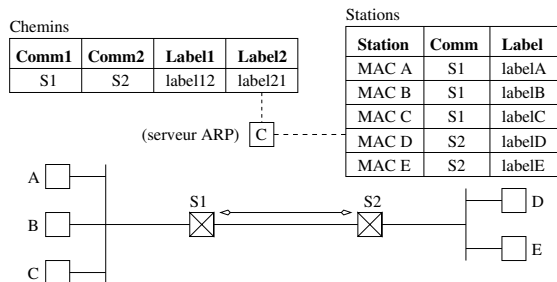 Chemins
Comm1 Comm2 Label1 Label2
S1 S2 label12 label21
Stations
Station Comm Label
MAC A S1 labelA
MAC B S1 labelB
MAC C S1 labelC
MAC D S2 labelD
MAC E S2 labelE
(serveur ARP) C
A
B
C
S1
S2
D
E